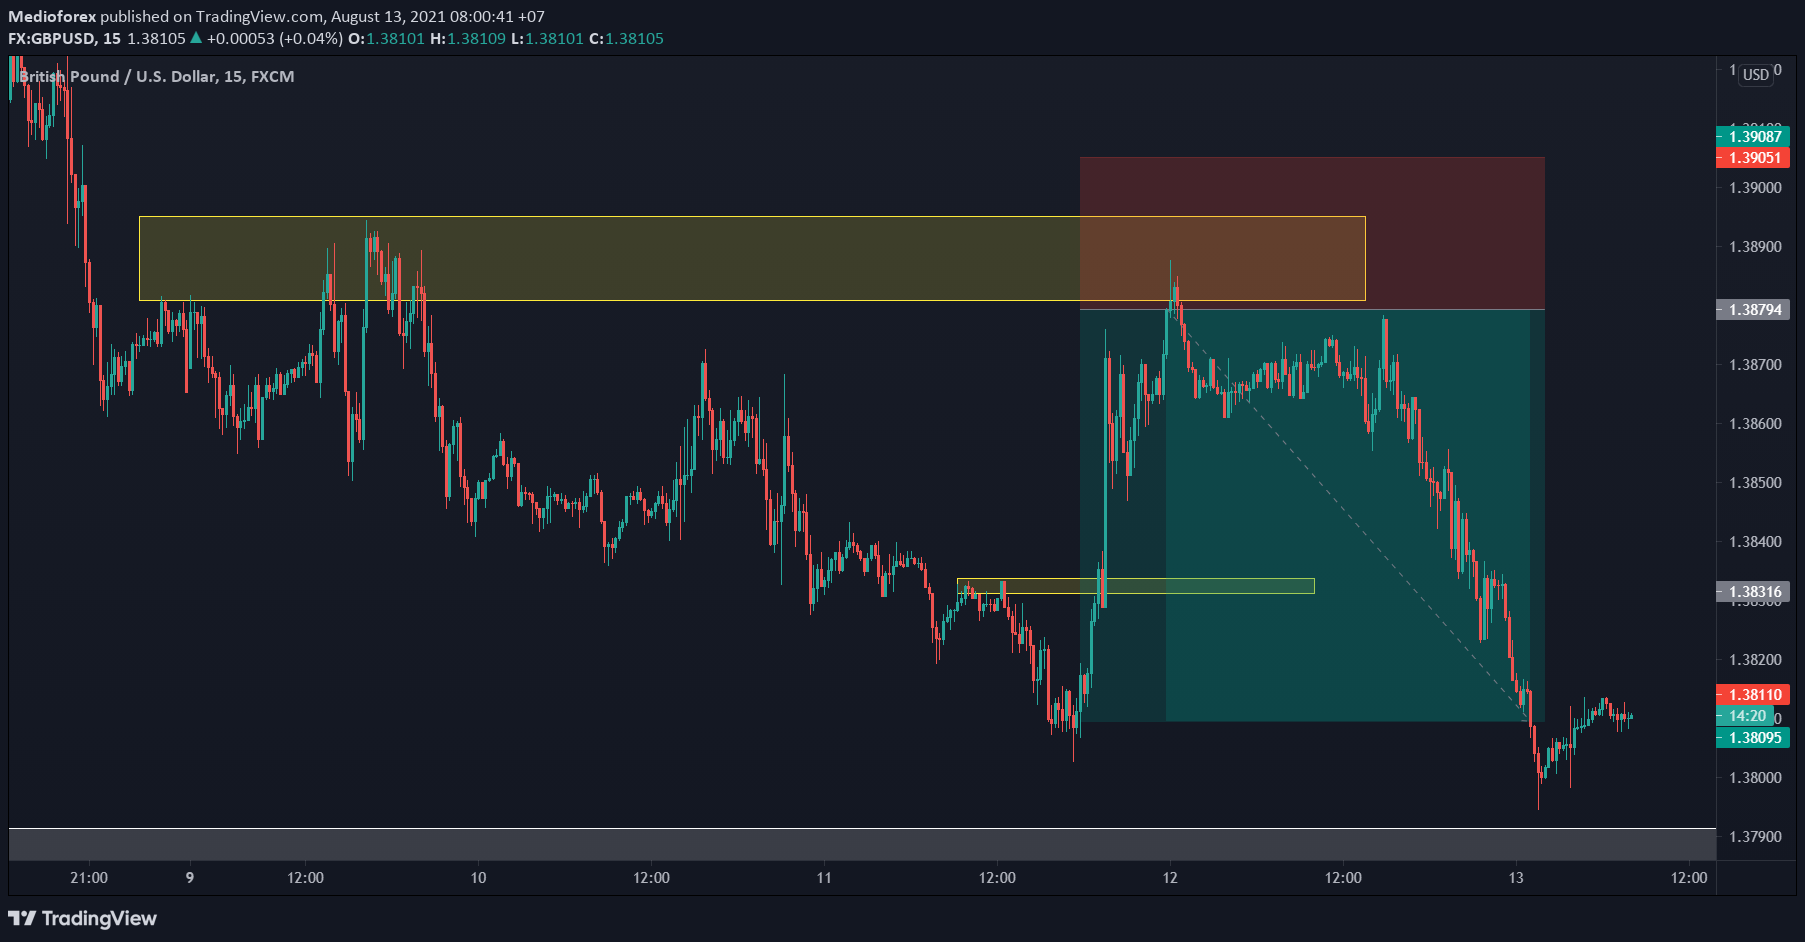 Medioforex published on TradingView.com, August 13, 2021 08:00:41 +07
FX:GBPUSD, 15 1.38105 ▲ +0.00053 (+0.04%) O:1.38101 H:1.38109 L:1.38101 C:1.38105
British Pound / U.S. Dollar, 15, FXCM
USD
1.39087
1.39051
1.39000
1.38900
1.38794
1.38700
1.38600
1.38500
1.38400
1.38316
1.38200
1.38110
14:20
1.38095
1.38000
1.37900
21:00 9 12:00 10 12:00 11 12:00 12 12:00 13 12:00
TradingView